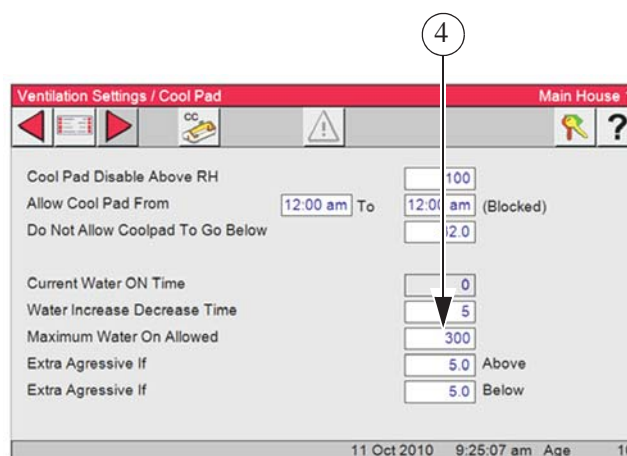 4
Ventilation Settings / Cool Pad Main House
CC
?
Cool Pad Disable Above RH 100
Allow Cool Pad From 12:00 am To 12:00 am (Blocked)
Do Not Allow Coolpad To Go Below
Current Water ON Time 0
Water Increase Decrease Time 5
Maximum Water On Allowed 300
Extra Agressive If 5.0 Above
Extra Agressive If 5.0 Below
11 Oct 2010 9:25:07 am Age